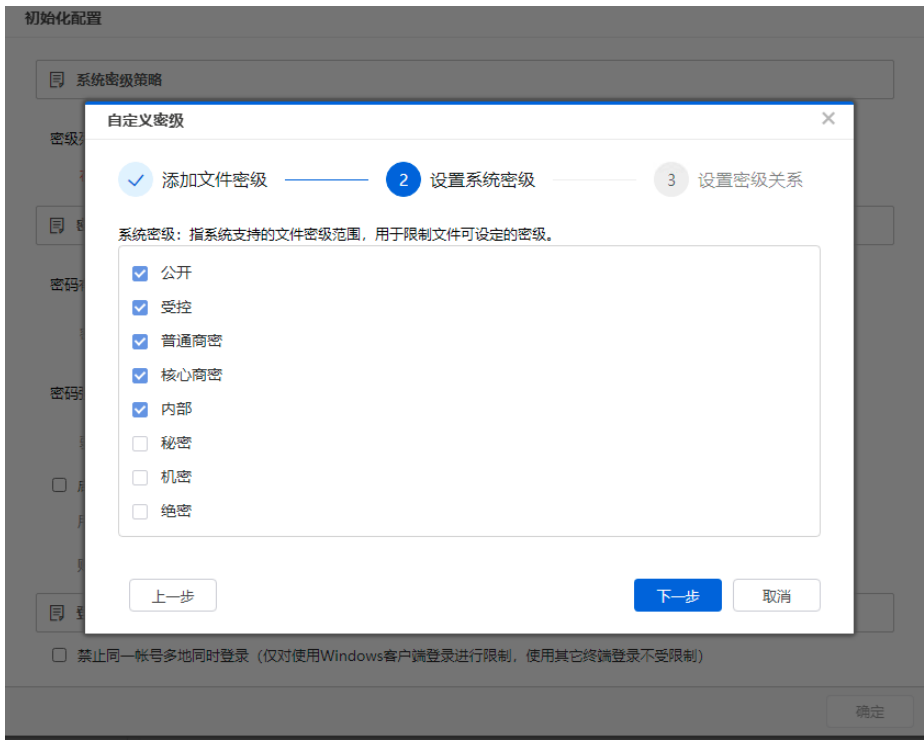 初始化配置
系统密级策略
自定义密级
密级
添加文件密级
2 设置系统密级
3 设置密级关系
系统密级：指系统支持的文件密级范围，用于限制文件可设定的密级。
公开
密码
受控
普通商密
核心商密
密码
内部
秘密
机密
绝密
上一步
下一步
取消
禁止同一帐号多地同时登录（仅对使用Windows客户端登录进行限制，使用其它终端登录不受限制）
确定